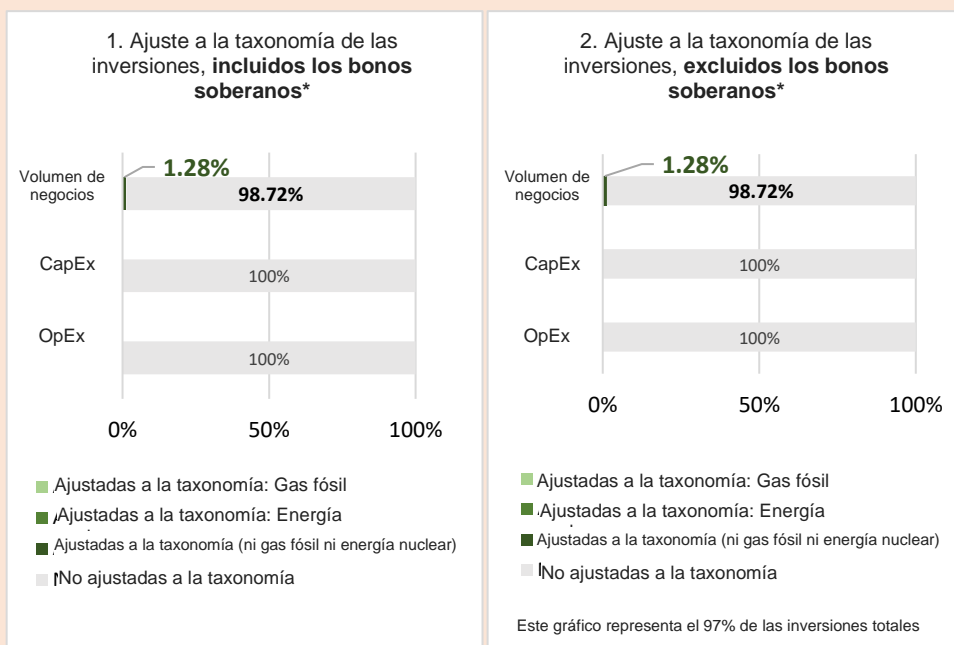 1. Ajuste a la taxonomía de las
inversiones, incluidos los bonos
soberanos*
Volumen de
negocios
1.28%
98.72%
CapEx
100%
OpEx
100%
0% 50% 100%
Ajustadas a la taxonomía: Gas fósil
Ajustadas a la taxonomía: Energía
Ajustadas a la taxonomía (ni gas fósil ni energía nuclear)
No ajustadas a la taxonomía
2. Ajuste a la taxonomía de las
inversiones, excluidos los bonos
soberanos*
Volumen de
negocios
1.28%
98.72%
CapEx
100%
OpEx
100%
0% 50% 100%
Ajustadas a la taxonomía: Gas fósil
Ajustadas a la taxonomía: Energía
Ajustadas a la taxonomía (ni gas fósil ni energía nuclear)
No ajustadas a la taxonomía
Este gráfico representa el 97% de las inversiones totales